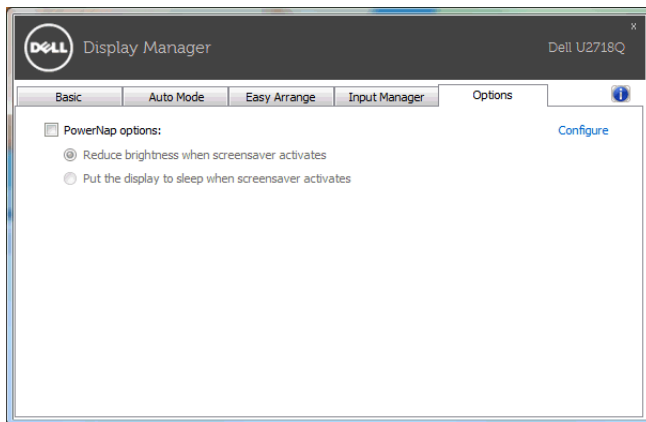 x
DELL Display Manager Dell U2718Q
Basic Auto Mode Easy Arrange Input Manager Options i
PowerNap options: Configure
Reduce brightness when screensaver activates
Put the display to sleep when screensaver activates